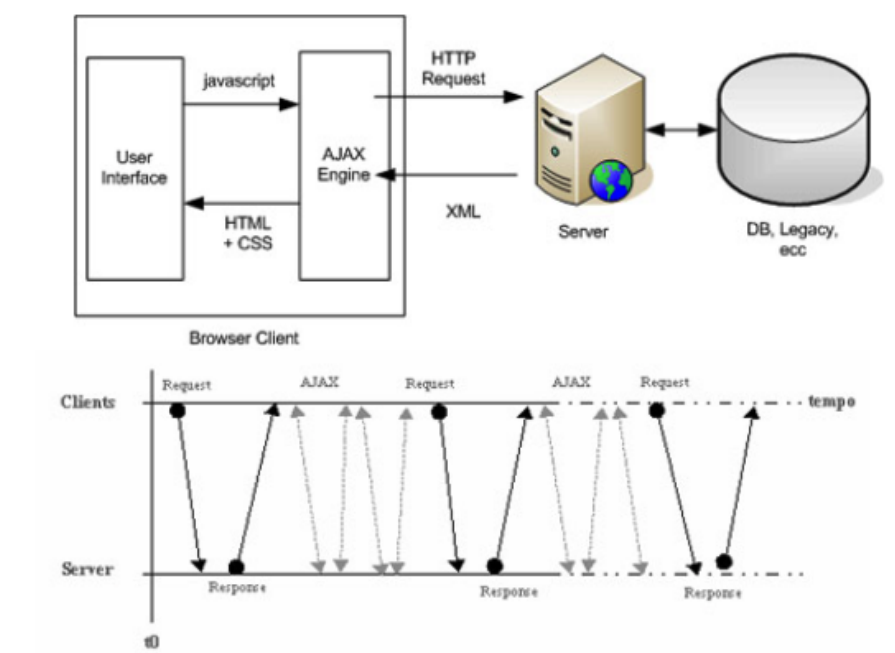 javascript
HTTP
Request
User
Interface
AJAX
Engine
HTML
+ CSS
XML
Server
DB, Legacy,
ecc
Browser Client
Request
AJAX
Request
AJAX
Request
Clients
tempo
Server
Response
Response
Response
t0